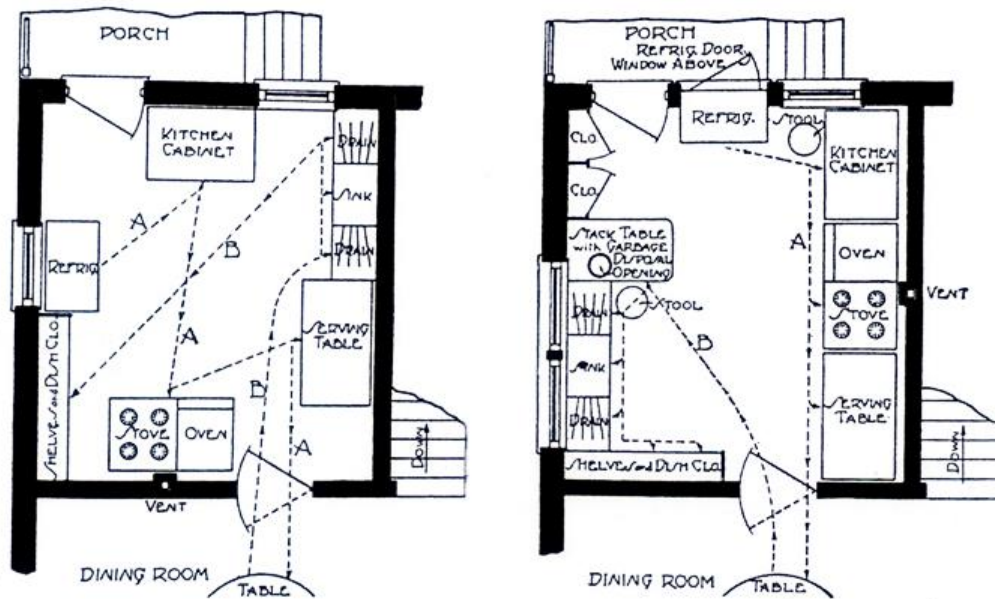 PORCH
KITCHEN
CABINET
DRAIN
SINK
DRAIN
A
B
REFRIG.
A
SERVING
TABLE
B
SHELVES and DISH CLO.
STOVE
OVEN
A
DOWN
VENT
DINING ROOM
TABLE
PORCH
REFRIG. DOOR
WINDOW ABOVE
REFRIG.
STOOL
CLO.
KITCHEN
CABINET
CLO.
STACK TABLE
with GARBAGE
DISPOSAL
OPENING
A
OVEN
VENT
STOOL
DRAIN
STOVE
B
SINK
DRAIN
SERVING
TABLE
SHELVES and DISH CLO.
DOWN
DINING ROOM
TABLE